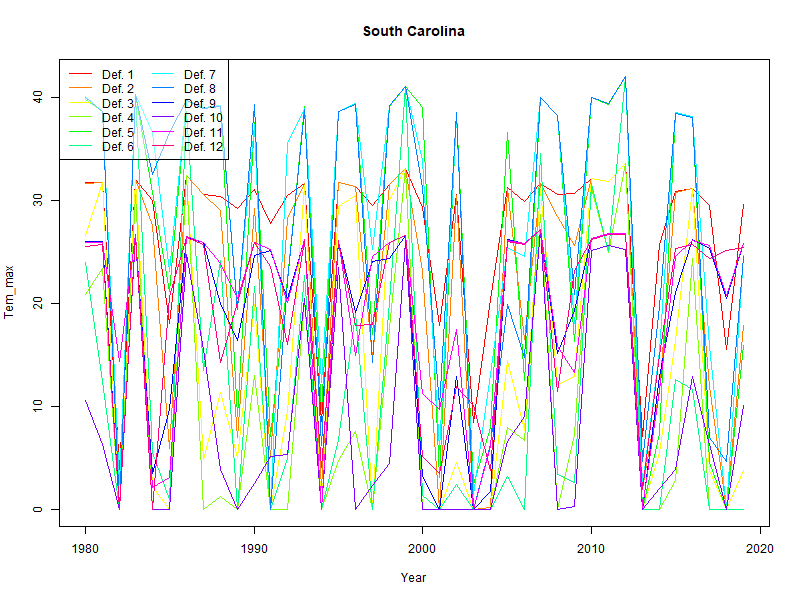 South Carolina
Def. 1 Def. 7
Def. 2 Def. 8
Def. 3 Def. 9
Def. 4 Def. 10
Def. 5 Def. 11
Def. 6 Def. 12
40
30
20
10
0
Tem_max
1980 1990 2000 2010 2020
Year